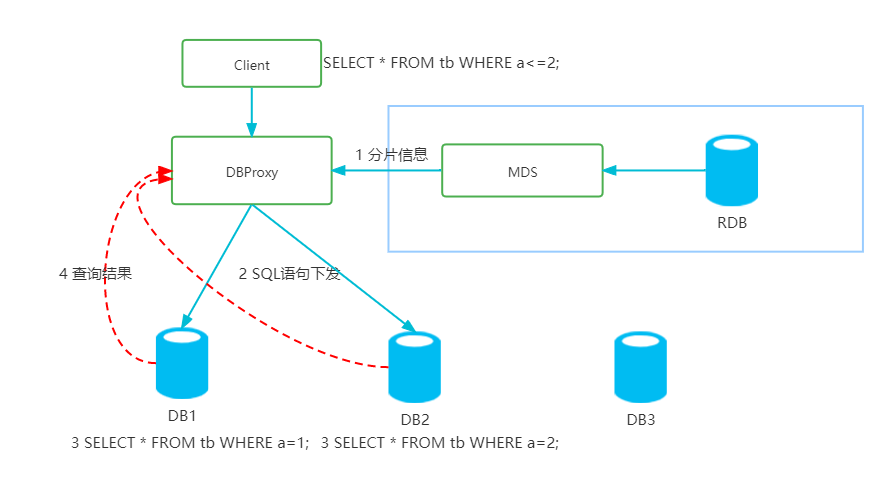 Client
SELECT * FROM tb WHERE a<=2;
1 分片信息
DBProxy
MDS
RDB
4 查询结果
2 SQL语句下发
DB1
DB2
DB3
3 SELECT * FROM tb WHERE a=1;
3 SELECT * FROM tb WHERE a=2;